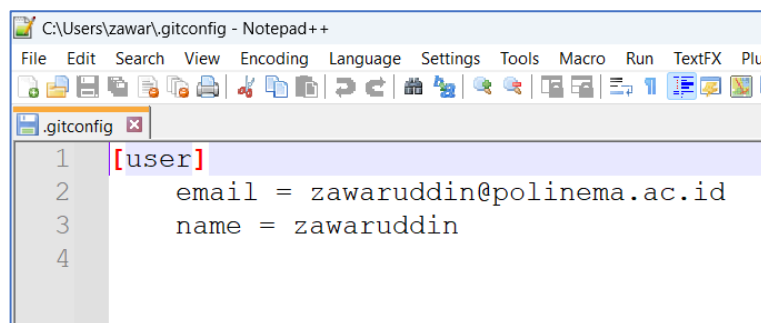 C:\Users\zawar\.gitconfig - Notepad++
File Edit Search View Encoding Language Settings Tools Macro Run TextFX
.gitconfig
1 [user]
2 email = zawaruddin@polinema.ac.id
3 name = zawaruddin
4